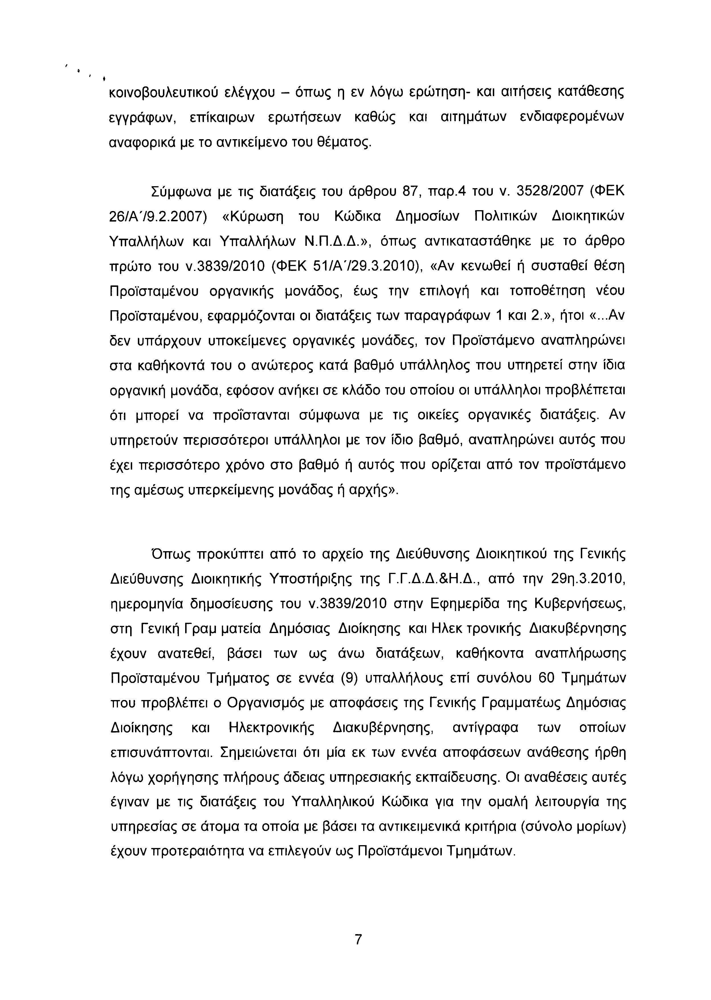 κοινοβουλευτικού ελέγχου – όπως η εν λόγω ερώτηση- και αιτήσεις κατάθεσης
εγγράφων, επίκαιρων ερωτήσεων καθώς και αιτημάτων ενδιαφερομένων
αναφορικά με το αντικείμενο του θέματος.
Σύμφωνα με τις διατάξεις του άρθρου 87, παρ.4 του ν. 3528/2007 (ΦΕΚ
26/Α΄/9.2.2007) «Κύρωση του Κώδικα Δημοσίων Πολιτικών Διοικητικών
Υπαλλήλων και Υπαλλήλων Ν.Π.Δ.Δ.», όπως αντικαταστάθηκε με το άρθρο
πρώτο του ν.3839/2010 (ΦΕΚ 51/Α΄/29.3.2010), «Αν κενωθεί ή συσταθεί θέση
Προϊσταμένου οργανικής μονάδος, έως την επιλογή και τοποθέτηση νέου
Προϊσταμένου, εφαρμόζονται οι διατάξεις των παραγράφων 1 και 2.», ήτοι «...Αν
δεν υπάρχουν υποκείμενες οργανικές μονάδες, τον Προϊστάμενο αναπληρώνει
στα καθήκοντά του ο ανώτερος κατά βαθμό υπάλληλος που υπηρετεί στην ίδια
οργανική μονάδα, εφόσον ανήκει σε κλάδο του οποίου οι υπάλληλοι προβλέπεται
ότι μπορεί να προΐστανται σύμφωνα με τις οικείες οργανικές διατάξεις. Αν
υπηρετούν περισσότεροι υπάλληλοι με τον ίδιο βαθμό, αναπληρώνει αυτός που
έχει περισσότερο χρόνο στο βαθμό ή αυτός που ορίζεται από τον προϊστάμενο
της αμέσως υπερκείμενης μονάδας ή αρχής».
Όπως προκύπτει από το αρχείο της Διεύθυνσης Διοικητικού της Γενικής
Διεύθυνσης Διοικητικής Υποστήριξης της Γ.Γ.Δ.Δ.&Η.Δ., από την 29η.3.2010,
ημερομηνία δημοσίευσης του ν.3839/2010 στην Εφημερίδα της Κυβερνήσεως,
στη Γενική Γραμ ματεία Δημόσιας Διοίκησης και Ηλεκ τρονικής Διακυβέρνησης
έχουν ανατεθεί, βάσει των ως άνω διατάξεων, καθήκοντα αναπλήρωσης
Προϊσταμένου Τμήματος σε εννέα (9) υπαλλήλους επί συνόλου 60 Τμημάτων
που προβλέπει ο Οργανισμός με αποφάσεις της Γενικής Γραμματέως Δημόσιας
Διοίκησης και Ηλεκτρονικής Διακυβέρνησης, αντίγραφα των οποίων
επισυνάπτονται. Σημειώνεται ότι μία εκ των εννέα αποφάσεων ανάθεσης ήρθη
λόγω χορήγησης πλήρους άδειας υπηρεσιακής εκπαίδευσης. Οι αναθέσεις αυτές
έγιναν με τις διατάξεις του Υπαλληλικού Κώδικα για την ομαλή λειτουργία της
υπηρεσίας σε άτομα τα οποία με βάσει τα αντικειμενικά κριτήρια (σύνολο μορίων)
έχουν προτεραιότητα να επιλεγούν ως Προϊστάμενοι Τμημάτων.
7